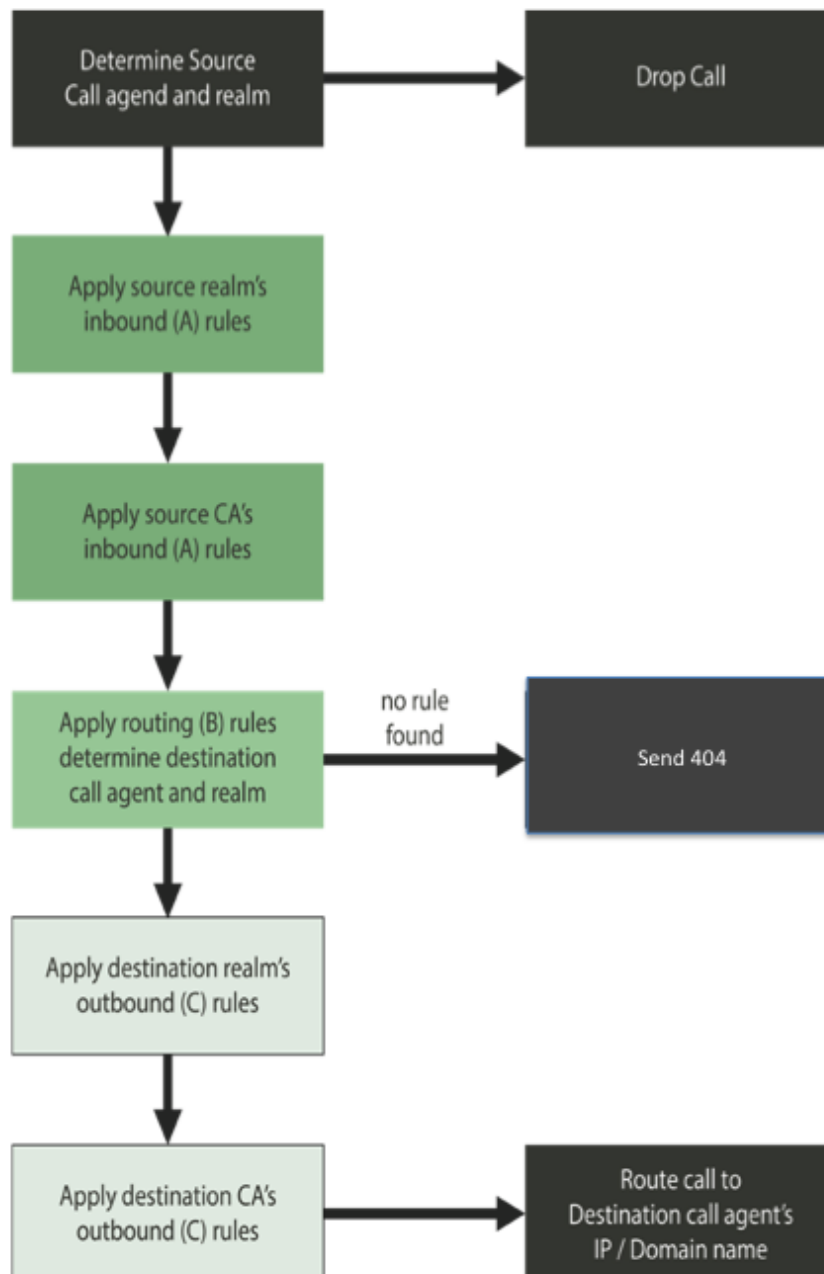 Determine Source
Call agend and realm
Drop Call
Apply source realm's
inbound (A) rules
Apply source CA's
inbound (A) rules
Apply routing (B) rules
determine destination
call agent and realm
no rule
found
Send 404
Apply destination realm's
outbound (C) rules
Apply destination CA's
outbound (C) rules
Route call to
Destination call agent's
IP / Domain name